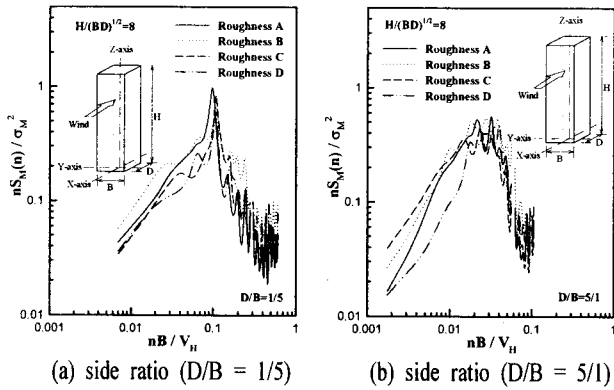 H/(BD)^1/2=8
Z-axis
Roughness A
Roughness B
Roughness C
Roughness D
Wind
H
Y-axis
X-axis
B
D
nS_M(n) / σ_M^2
1
0.1
0.01
0.001
0.01
0.1
1
D/B=1/5
nB / V_H
(a) side ratio (D/B = 1/5)
H/(BD)^1/2=8
Z-axis
Roughness A
Roughness B
Roughness C
Roughness D
Wind
H
Y-axis
X-axis
B
D
nS_M(n) / σ_M^2
1
0.1
0.01
0.001
0.01
0.1
1
D/B=5/1
nB / V_H
(b) side ratio (D/B = 5/1)